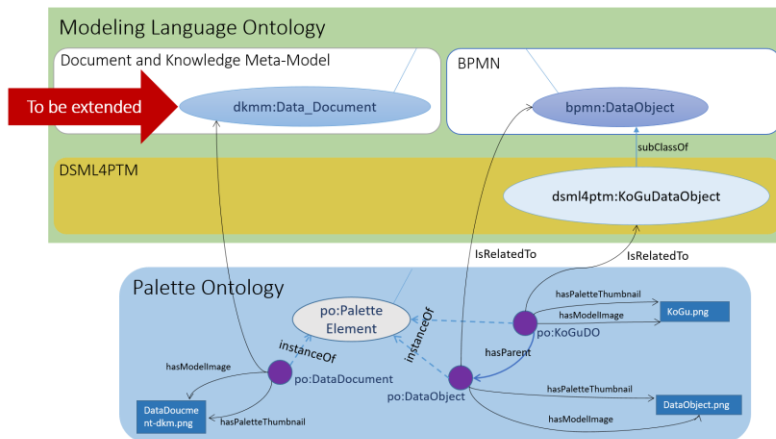 Modeling Language Ontology
Document and Knowledge Meta-Model
BPMN
To be extended
dkmm:Data_Document
bpmn:DataObject
subClassOf
DSML4PTM
dsml4ptm:KoGuDataObject
IsRelatedTo
IsRelatedTo
Palette Ontology
po:Palette
Element
hasPaletteThumbnail
KoGu.png
hasModelImage
po:KoGuDO
instanceOf
instanceOf
hasParent
hasModelImage
po:DataDocument
po:DataObject
hasPaletteThumbnail
DataDoucme
nt-dkm.png
hasPaletteThumbnail
DataObject.png
hasModelImage